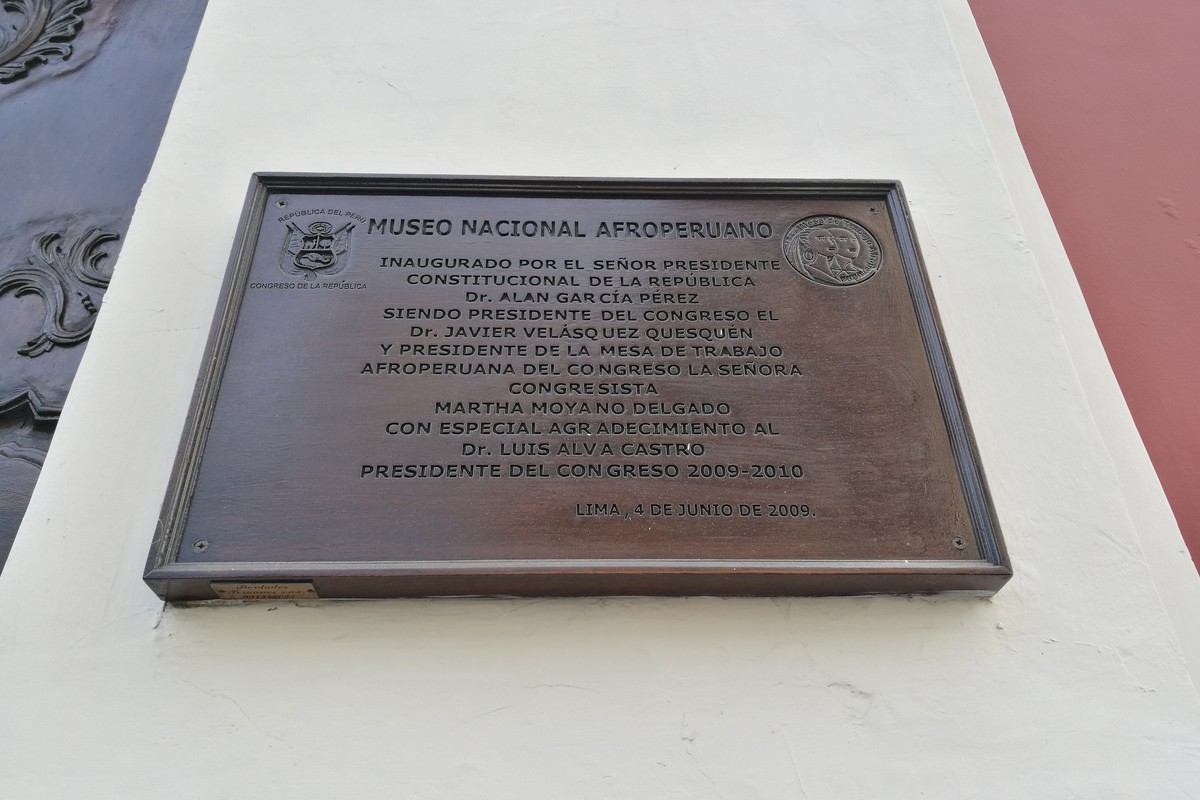 REPÚBLICA DEL PERÚ
CONGRESO DE LA REPÚBLICA
MUSEO NACIONAL AFROPERUANO
INAUGURADO POR EL SEÑOR PRESIDENTE
CONSTITUCIONAL DE LA REPÚBLICA
Dr. ALAN GARCÍA PÉREZ
SIENDO PRESIDENTE DEL CONGRESO EL
Dr. JAVIER VELÁSQUEZ QUESQUÉN
Y PRESIDENTE DE LA MESA DE TRABAJO
AFROPERUANA DEL CONGRESO LA SEÑORA
CONGRESISTA
MARTHA MOYANO DELGADO
CON ESPECIAL AGRADECIMIENTO AL
Dr. LUIS ALVA CASTRO
PRESIDENTE DEL CONGRESO 2009-2010
LIMA, 4 DE JUNIO DE 2009.